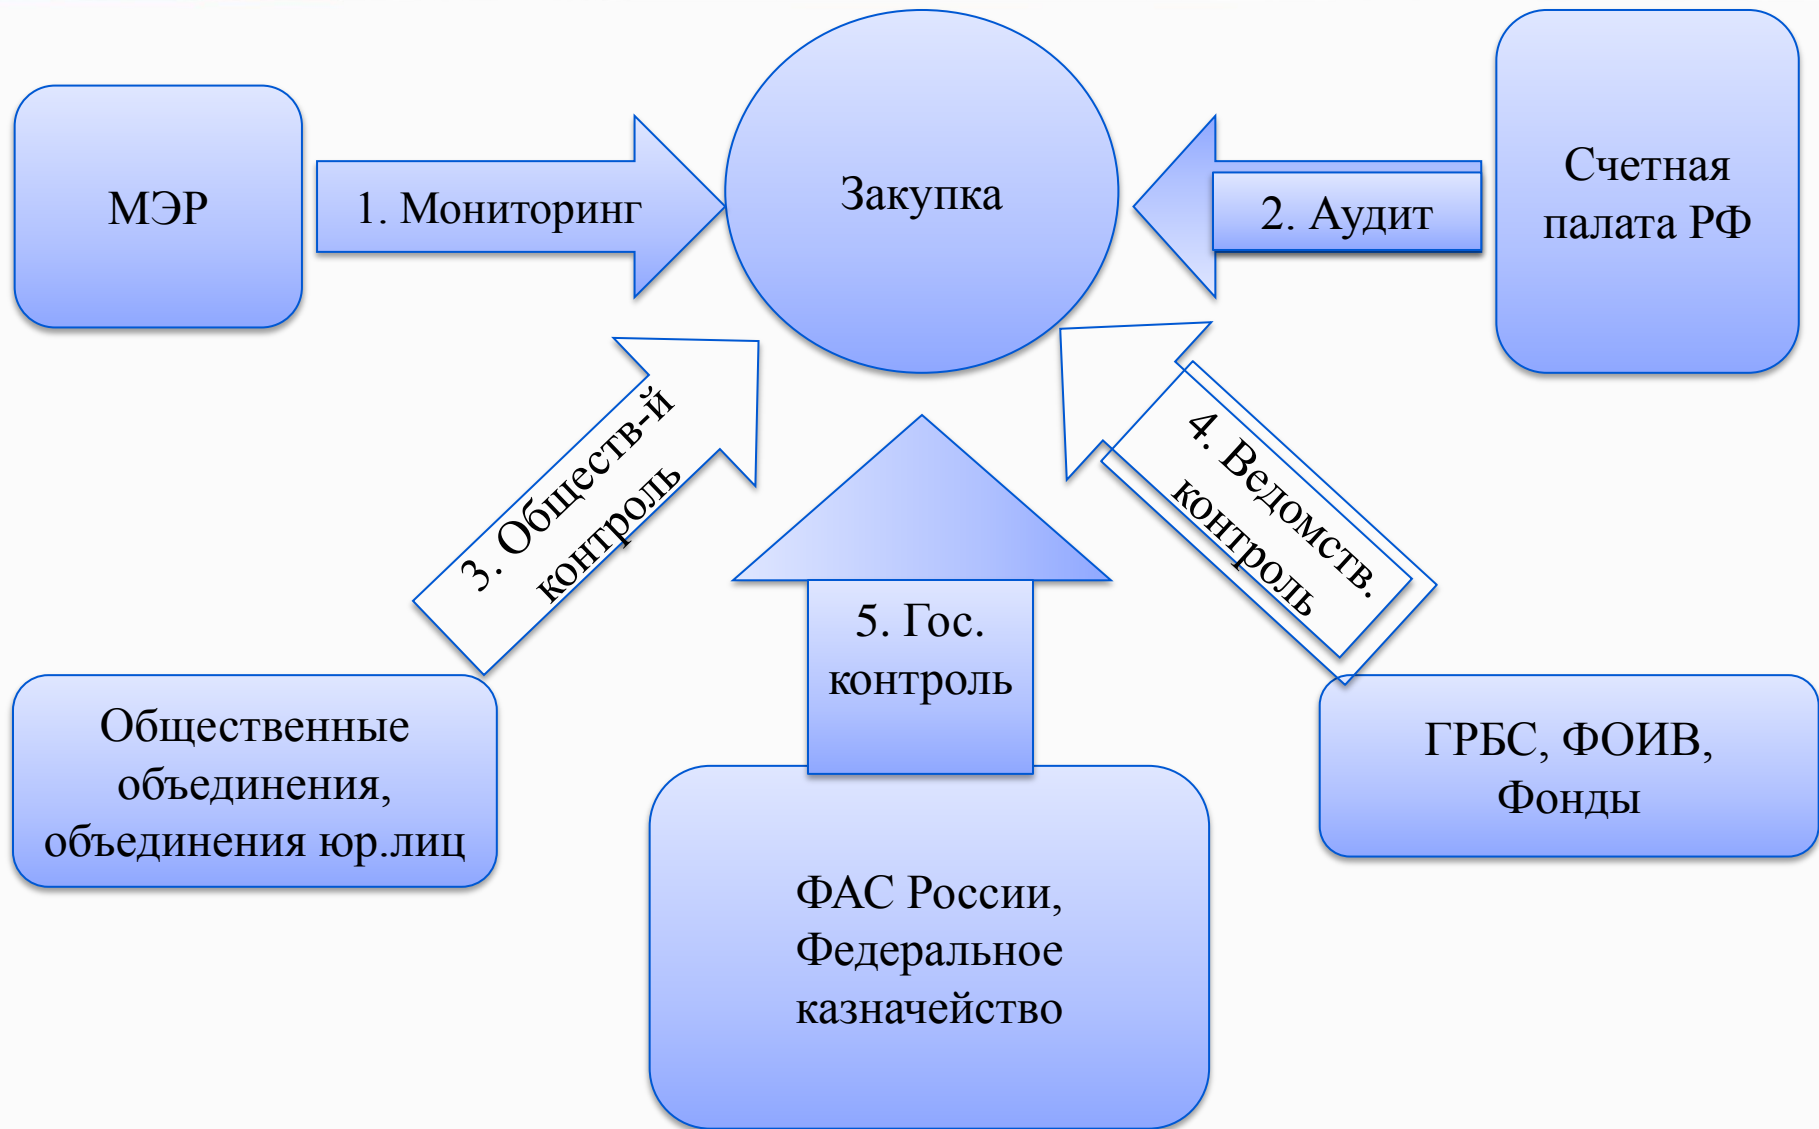 МЭР
1. Мониторинг
Закупка
2. Аудит
Счетная
палата РФ
3. Обществ-й
контроль
4. Ведомств.
контроль
5. Гос.
контроль
Общественные
объединения,
объединения юр.лиц
ФАС России,
Федеральное
казначейство
ГРБС, ФОИВ,
Фонды